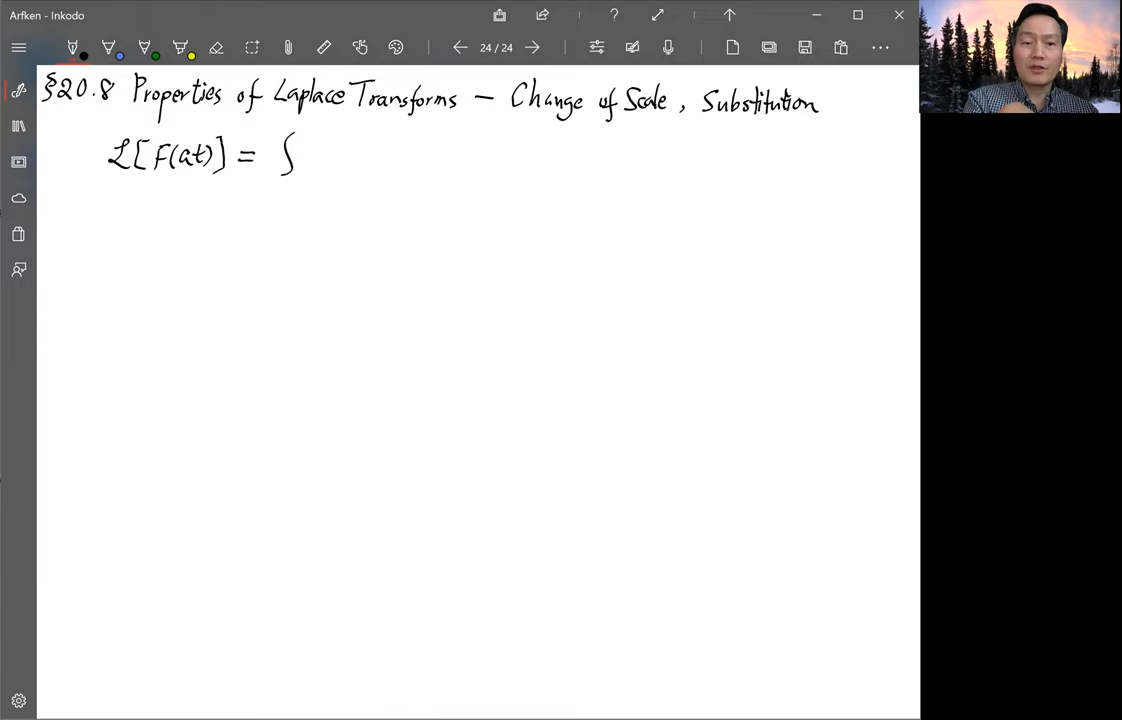 Arfken - Inkodo
24 / 24
§20.8 Properties of Laplace Transforms — Change of Scale, Substitution
ℒ[F(at)] = ∫